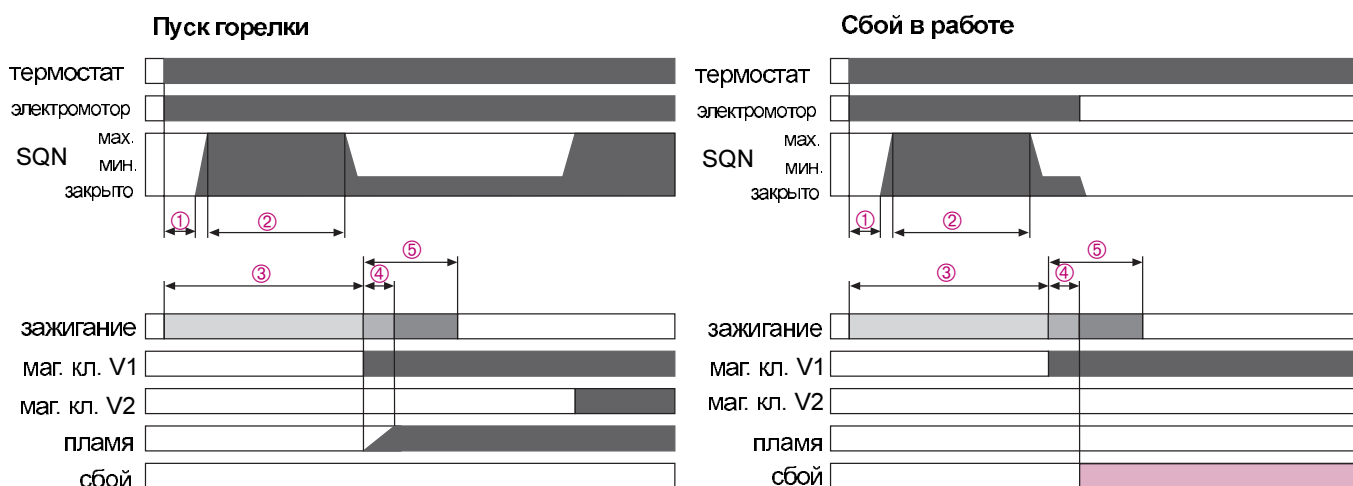 Пуск горелки
термостат
электромотор
SQN
мах.
мин.
закрыто
① ②
⑤
③ ④
зажигание
маг. кл. V1
маг. кл. V2
пламя
сбой
Сбой в работе
термостат
электромотор
SQN
мах.
мин.
закрыто
① ②
⑤
③ ④
зажигание
маг. кл. V1
маг. кл. V2
пламя
сбой